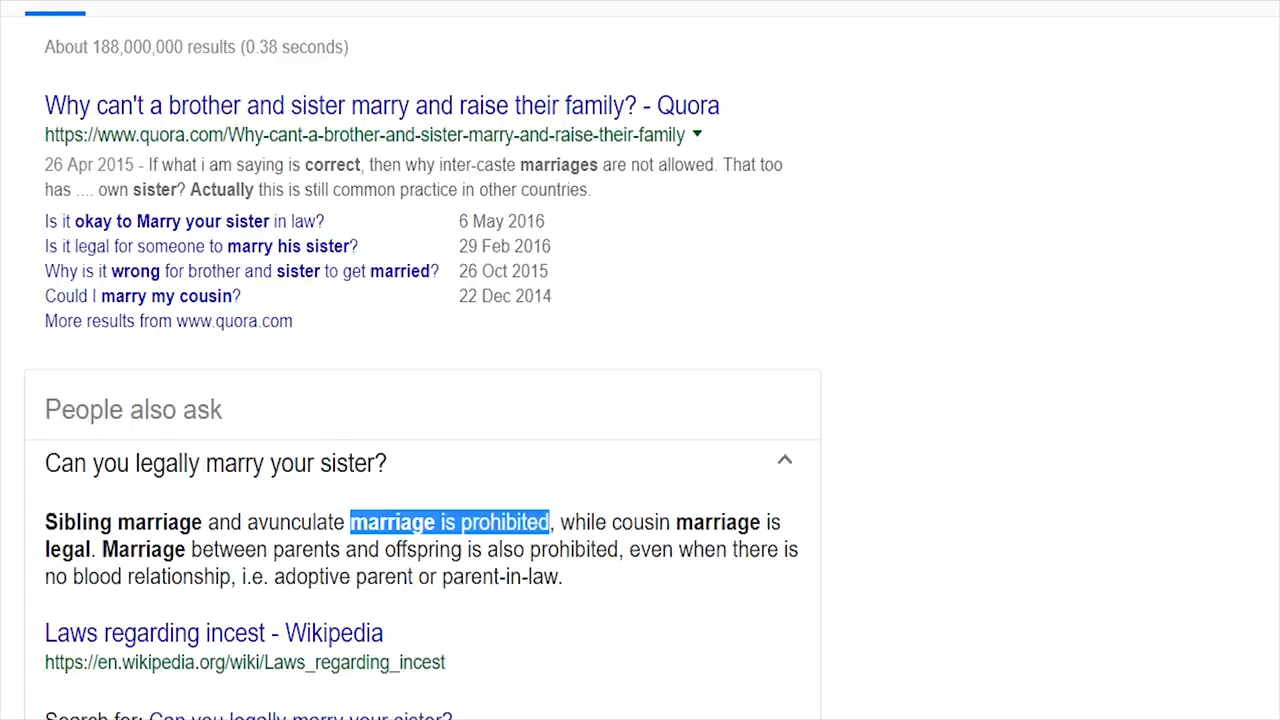 About 188,000,000 results (0.38 seconds)
Why can't a brother and sister marry and raise their family? - Quora
https://www.quora.com/Why-cant-a-brother-and-sister-marry-and-raise-their-family
26 Apr 2015 - If what i am saying is correct, then why inter-caste marriages are not allowed. That too
has .... own sister? Actually this is still common practice in other countries.
Is it okay to Marry your sister in law? 6 May 2016
Is it legal for someone to marry his sister? 29 Feb 2016
Why is it wrong for brother and sister to get married? 26 Oct 2015
Could I marry my cousin? 22 Dec 2014
More results from www.quora.com
People also ask
Can you legally marry your sister?
Sibling marriage and avunculate marriage is prohibited, while cousin marriage is
legal. Marriage between parents and offspring is also prohibited, even when there is
no blood relationship, i.e. adoptive parent or parent-in-law.
Laws regarding incest - Wikipedia
https://en.wikipedia.org/wiki/Laws_regarding_incest
Search for: Can you legally marry your sister?